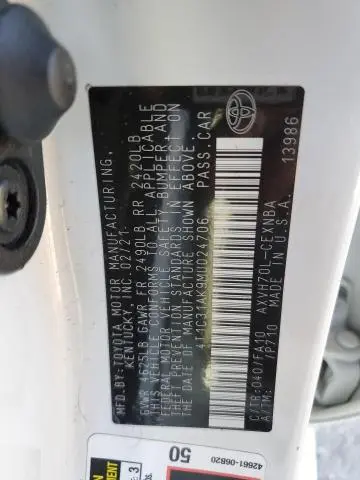 MFD.BY: TOYOTA MOTOR MANUFACTURING,
KENTUCKY, INC. 02/21
GVWR 4625LB GAWR FR 2490LB RR 2420LB
THIS VEHICLE CONFORMS TO ALL APPLICABLE
FEDERAL MOTOR VEHICLE SAFETY, BUMPER, AND
THEFT PREVENTION STANDARDS IN EFFECT ON
THE DATE OF MANUFACTURE SHOWN ABOVE.
4T1C31AK9MU024706 PASS.CAR
C/TR: 040/FA10 AXVH70L-CEXNBA
A/TM: /P710 MADE IN U.S.A.
13986
42661-06B20
50